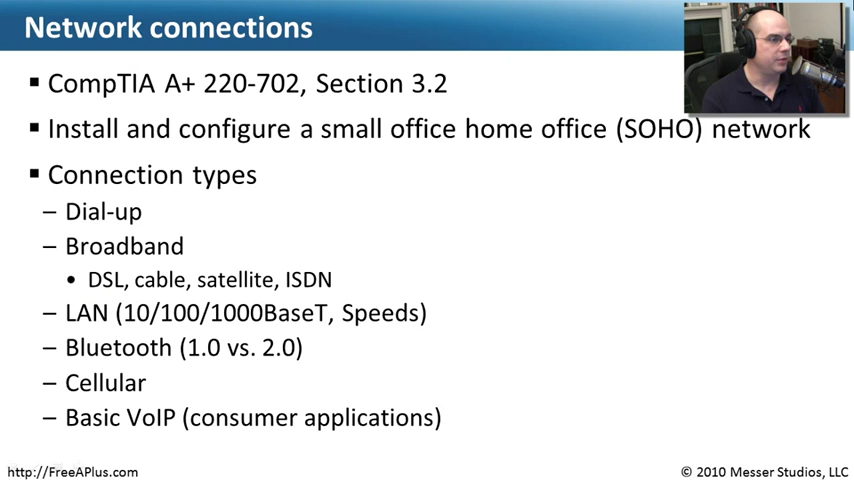 Network connections
▪ CompTIA A+ 220-702, Section 3.2
▪ Install and configure a small office home office (SOHO) network
▪ Connection types
– Dial-up
– Broadband
• DSL, cable, satellite, ISDN
– LAN (10/100/1000BaseT, Speeds)
– Bluetooth (1.0 vs. 2.0)
– Cellular
– Basic VoIP (consumer applications)
http://FreeAPlus.com
© 2010 Messer Studios, LLC